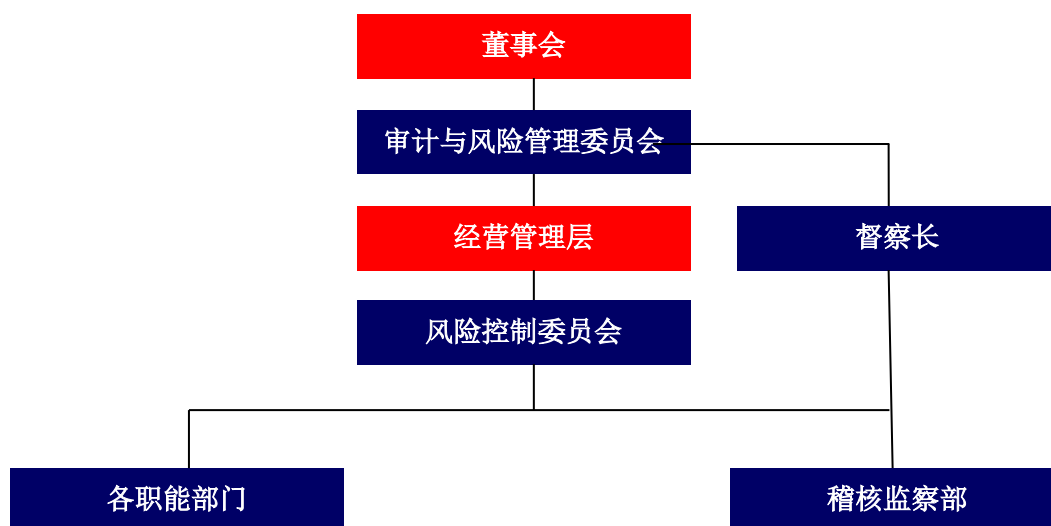 董事会
审计与风险管理委员会
经营管理层
督察长
风险控制委员会
各职能部门
稽核监察部